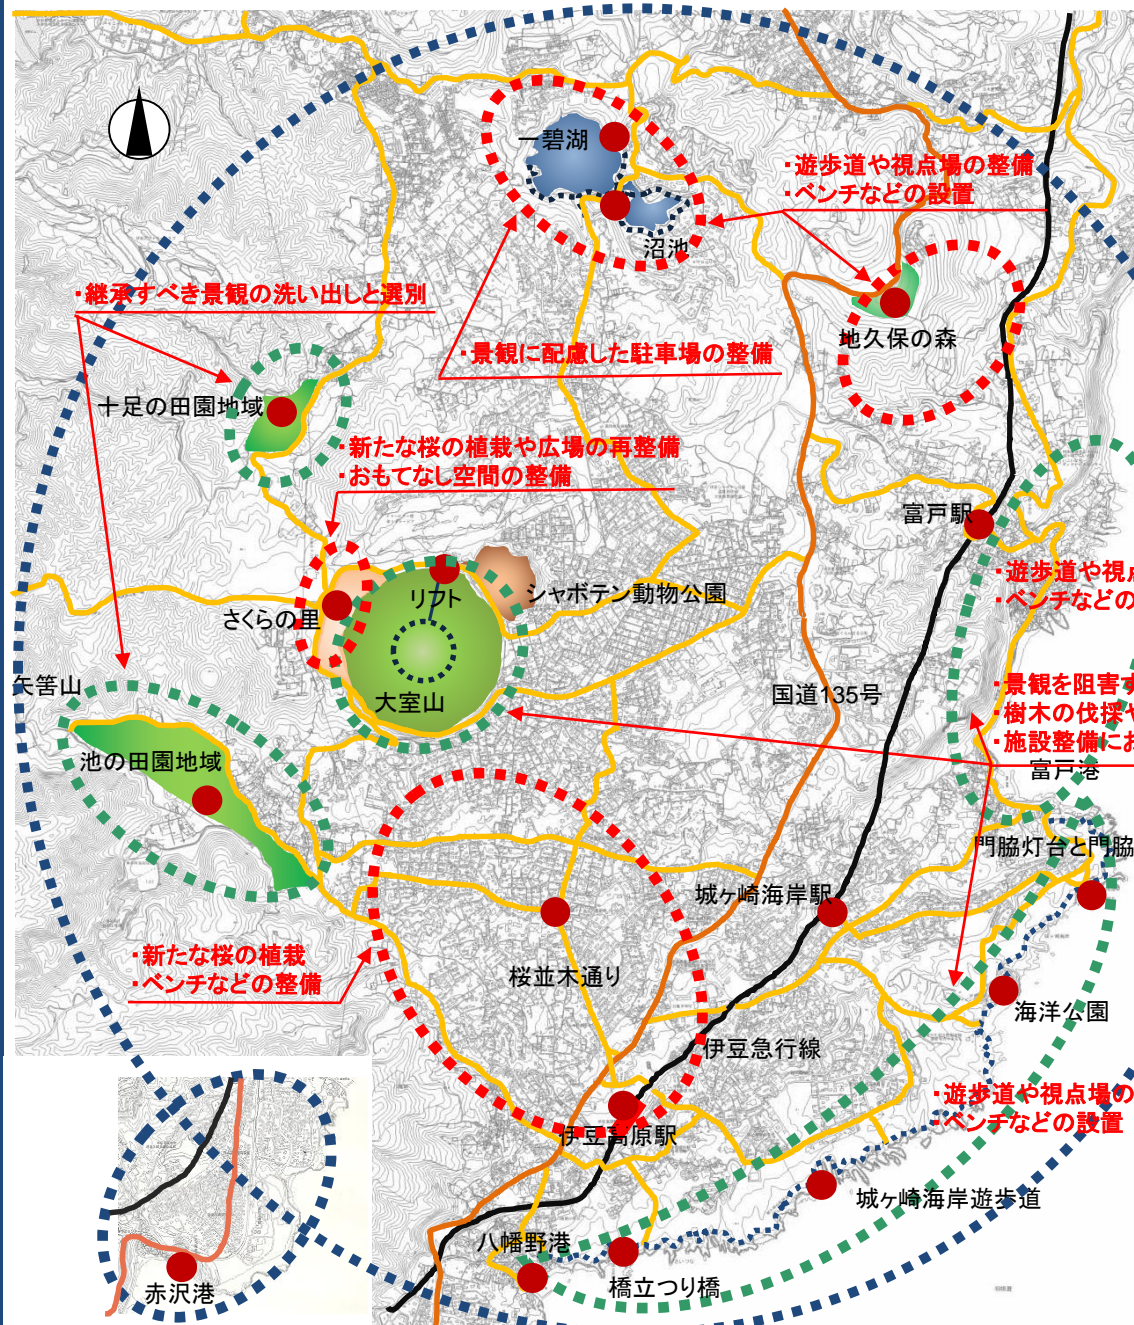 一碧湖
・遊歩道や視点場の整備
・ベンチなどの設置
沼池
・継承すべき景観の洗い出しと選別
地久保の森
・景観に配慮した駐車場の整備
十足の田園地域
・新たな桜の植栽や広場の再整備
・おもてなし空間の整備
富戸駅
・遊歩道や視点
・ベンチなどの
リフト
シャボテン動物公園
さくらの里
矢筈山
大室山
国道135号
・景観を阻害す
・樹木の伐採や
・施設整備にお
富戸港
池の田園地域
門脇灯台と門脇
城ヶ崎海岸駅
・新たな桜の植栽
・ベンチなどの整備
桜並木通り
海洋公園
伊豆急行線
・遊歩道や視点場の
・ベンチなどの設置
伊豆高原駅
城ヶ崎海岸遊歩道
八幡野港
橋立つり橋
赤沢港